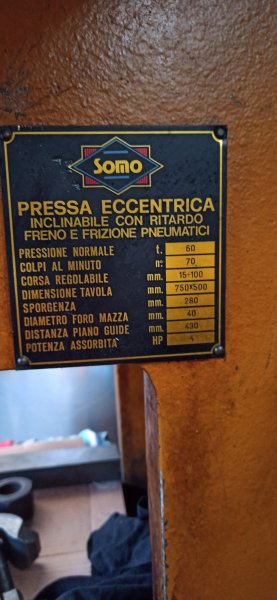 SOMO
PRESSA ECCENTRICA
INCLINABILE CON RITARDO
FRENO E FRIZIONE PNEUMATICI
PRESSIONE NORMALE t. 60
COLPI AL MINUTO n° 70
CORSA REGOLABILE mm. 15-100
DIMENSIONE TAVOLA mm. 750x500
SPORGENZA mm. 280
DIAMETRO FORO MAZZA mm. 40
DISTANZA PIANO GUIDE mm. 430
POTENZA ASSORBITA HP 4